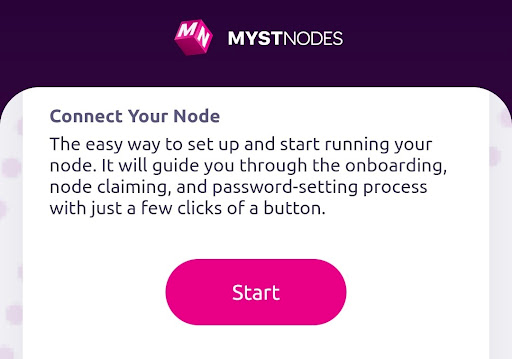 MN MYSTNODES
Connect Your Node
The easy way to set up and start running your
node. It will guide you through the onboarding,
node claiming, and password-setting process
with just a few clicks of a button.
Start